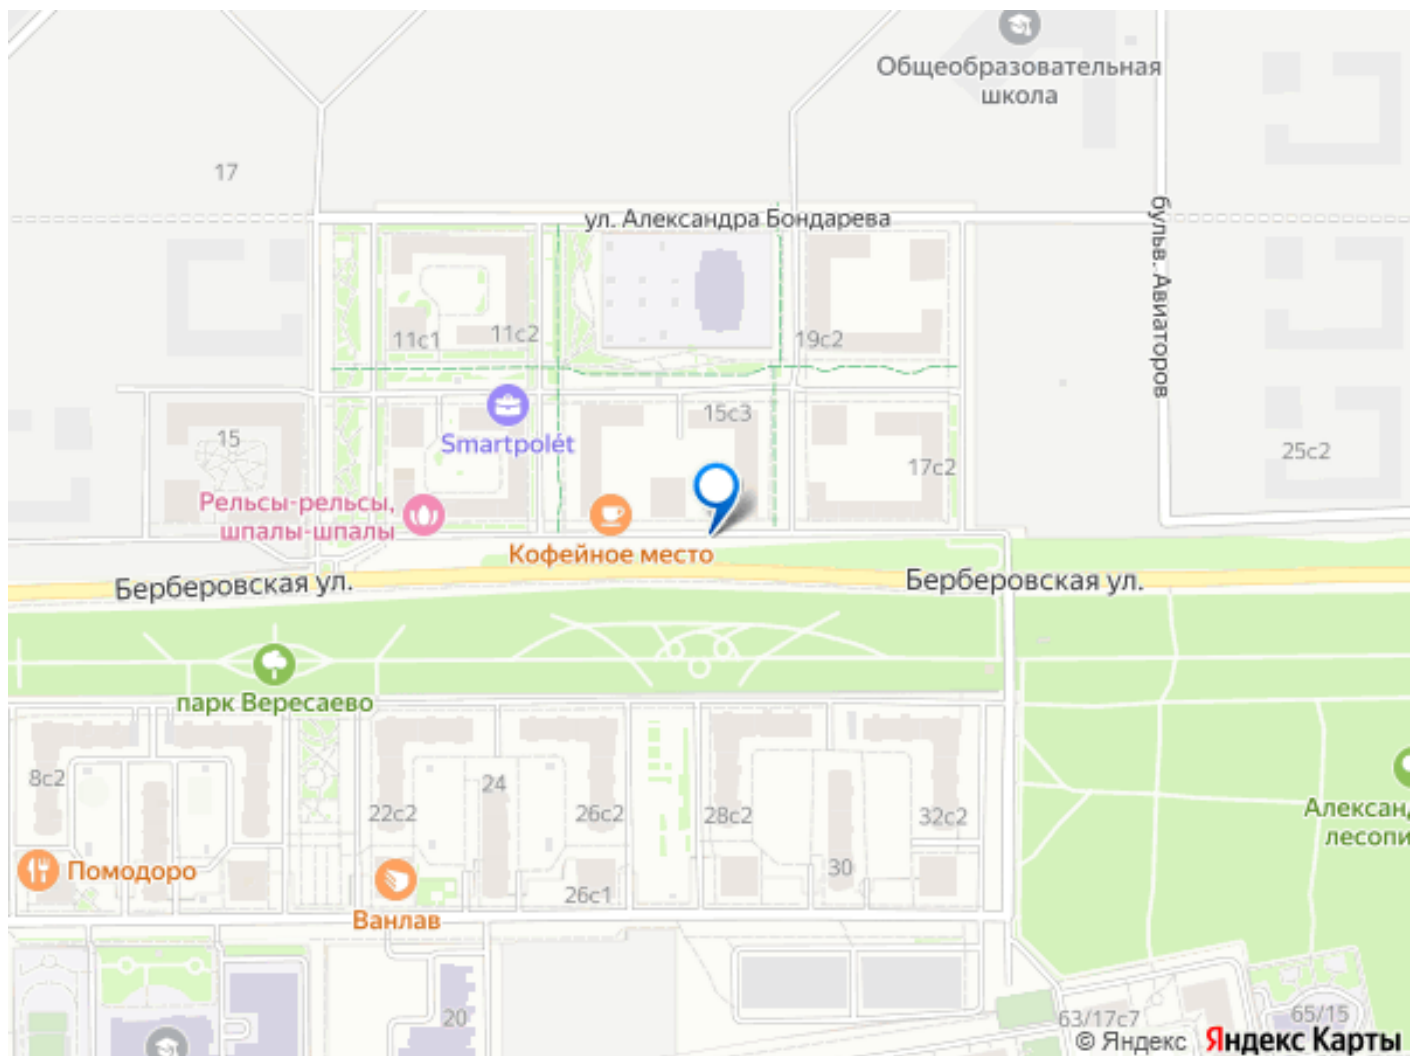 Общеобразовательная
школа
17
ул. Александра Бондарева
бульв. Авиаторов
11с1
11с2
19с2
15с3
15
Smartpolét
17с2
25с2
Рельсы-рельсы,
шпалы-шпалы
Кофейное место
Берберовская ул.
Берберовская ул.
парк Вересаево
8с2
24
22с2
26с2
28с2
32с2
Алексан
лесопи
Помодоро
30
26с1
Ванлав
20
63/17с7
65/15
© Яндекс
Яндекс Карты